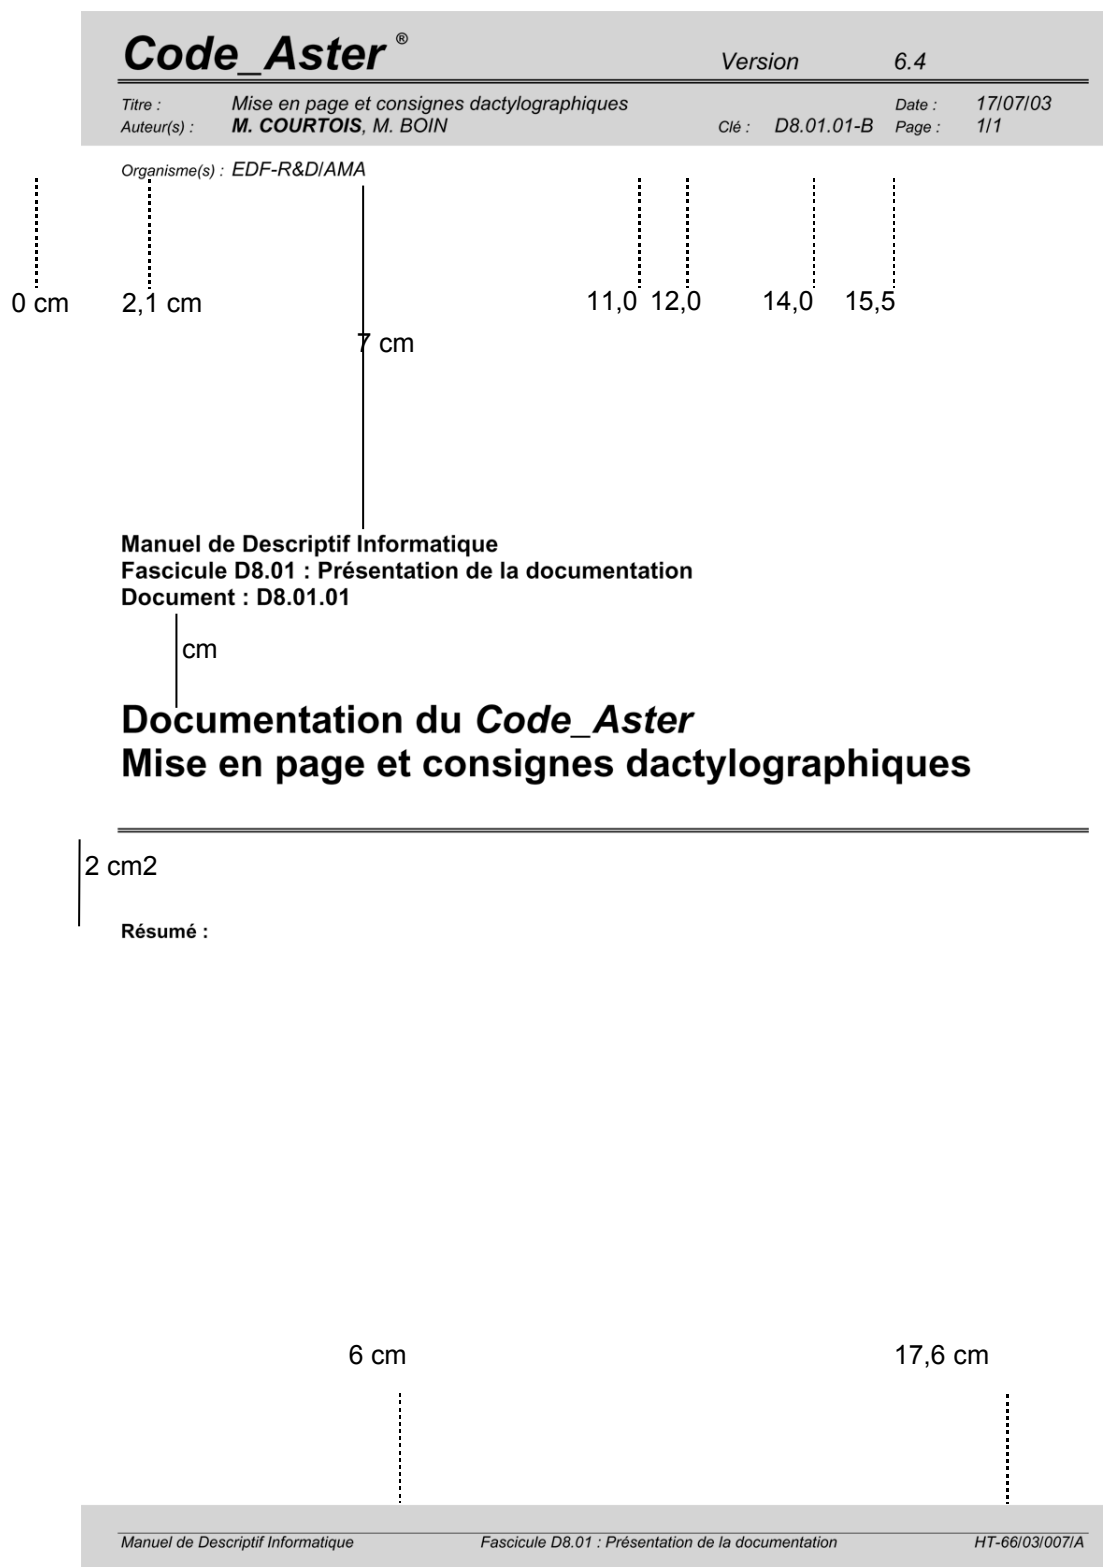 Code_Aster ® Version 6.4
Titre : Mise en page et consignes dactylographiques Date : 17/07/03
Auteur(s) : M. COURTOIS, M. BOIN Clé : D8.01.01-B Page : 1/1
Organisme(s) : EDF-R&D/AMA
0 cm 2,1 cm 11,0 12,0 14,0 15,5
7 cm
Manuel de Descriptif Informatique
Fascicule D8.01 : Présentation de la documentation
Document : D8.01.01
cm
Documentation du Code_Aster
Mise en page et consignes dactylographiques
2 cm2
Résumé :
6 cm 17,6 cm
Manuel de Descriptif Informatique Fascicule D8.01 : Présentation de la documentation HT-66/03/007/A